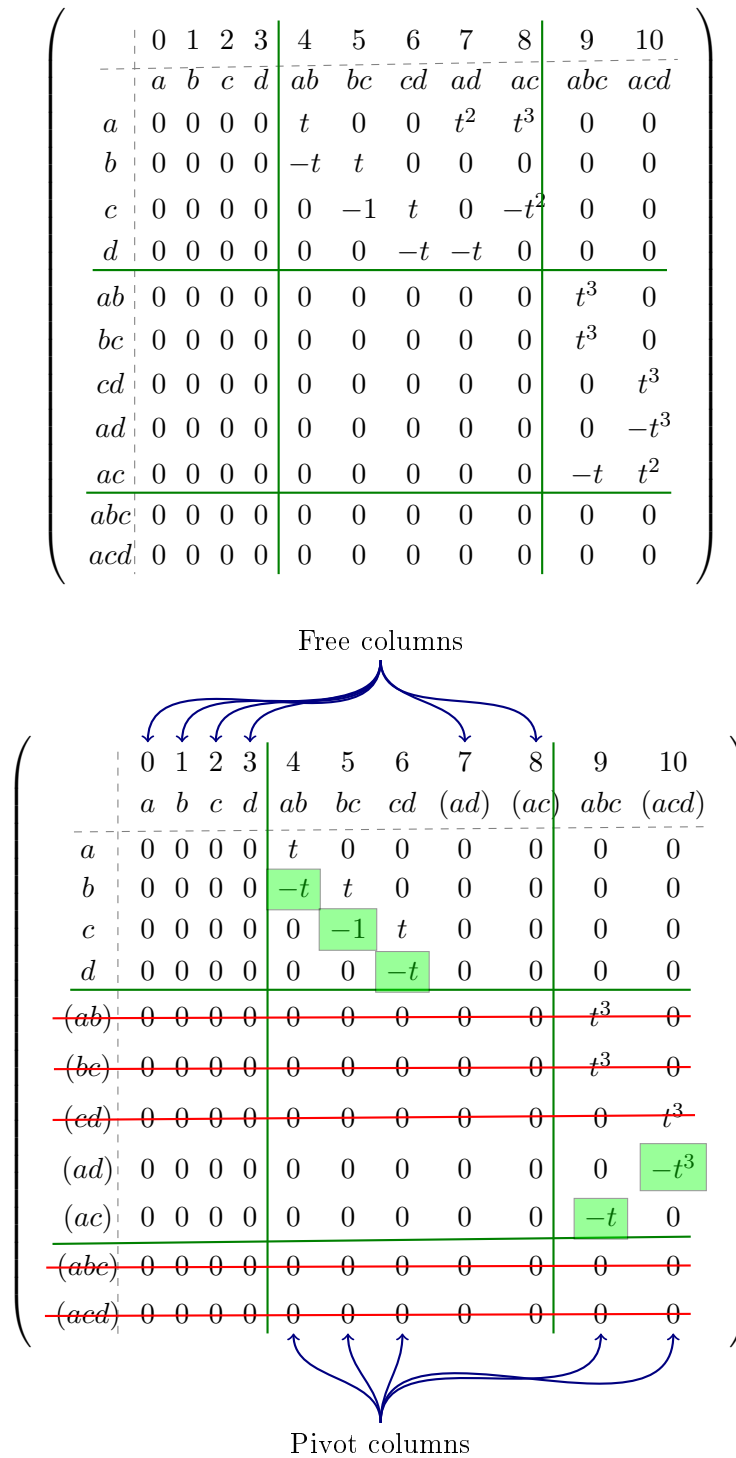 0 1 2 3 4 5 6 7 8 9 10
a b c d ab bc cd ad ac abc acd
a 0 0 0 0 t 0 0 t² t³ 0 0
b 0 0 0 0 −t t 0 0 0 0 0
c 0 0 0 0 0 −1 t 0 −t² 0 0
d 0 0 0 0 0 0 −t −t 0 0 0
ab 0 0 0 0 0 0 0 0 0 t³ 0
bc 0 0 0 0 0 0 0 0 0 t³ 0
cd 0 0 0 0 0 0 0 0 0 0 t³
ad 0 0 0 0 0 0 0 0 0 0 −t³
ac 0 0 0 0 0 0 0 0 0 −t t²
abc 0 0 0 0 0 0 0 0 0 0 0
acd 0 0 0 0 0 0 0 0 0 0 0
Free columns
0 1 2 3 4 5 6 7 8 9 10
a b c d ab bc cd (ad) (ac) abc (acd)
a 0 0 0 0 t 0 0 0 0 0 0
b 0 0 0 0 −t t 0 0 0 0 0
c 0 0 0 0 0 −1 t 0 0 0 0
d 0 0 0 0 0 0 −t 0 0 0 0
(ab) 0 0 0 0 0 0 0 0 0 t³ 0
(bc) 0 0 0 0 0 0 0 0 0 t³ 0
(cd) 0 0 0 0 0 0 0 0 0 0 t³
(ad) 0 0 0 0 0 0 0 0 0 0 −t³
(ac) 0 0 0 0 0 0 0 0 0 −t 0
(abc) 0 0 0 0 0 0 0 0 0 0 0
(acd) 0 0 0 0 0 0 0 0 0 0 0
Pivot columns